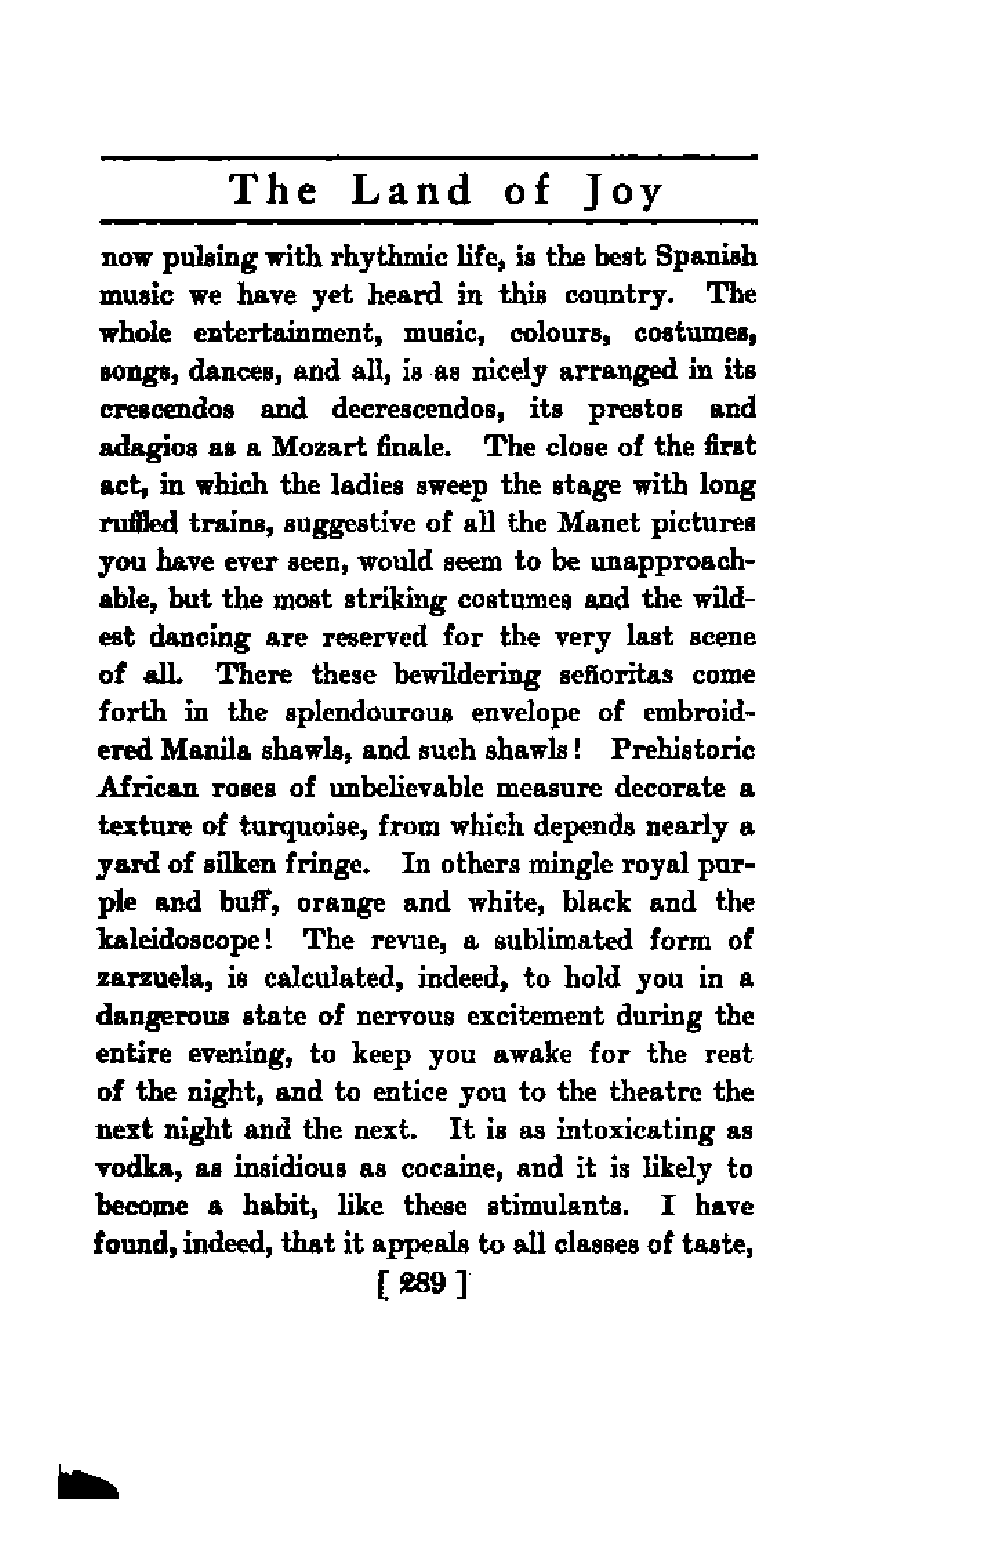 The Land of Joy
now pulsing with rhythmic life, is the best Spanish
music we have yet heard in this country. The
whole entertainment, music, colours, costumes,
songs, dances, and all, is as nicely arranged in its
crescendos and decrescendos, its prestos and
adagios as a Mozart finale. The close of the first
act, in which the ladies sweep the stage with long
ruffled trains, suggestive of all the Manet pictures
you have ever seen, would seem to be unapproach-
able, but the most striking costumes and the wild-
est dancing are reserved for the very last scene
of all. There these bewildering señoritas come
forth in the splendourous envelope of embroid-
ered Manila shawls, and such shawls! Prehistoric
African roses of unbelievable measure decorate a
texture of turquoise, from which depends nearly a
yard of silken fringe. In others mingle royal pur-
ple and buff, orange and white, black and the
kaleidoscope! The revue, a sublimated form of
zarzuela, is calculated, indeed, to hold you in a
dangerous state of nervous excitement during the
entire evening, to keep you awake for the rest
of the night, and to entice you to the theatre the
next night and the next. It is as intoxicating as
vodka, as insidious as cocaine, and it is likely to
become a habit, like these stimulants. I have
found, indeed, that it appeals to all classes of taste,
[ 289 ]